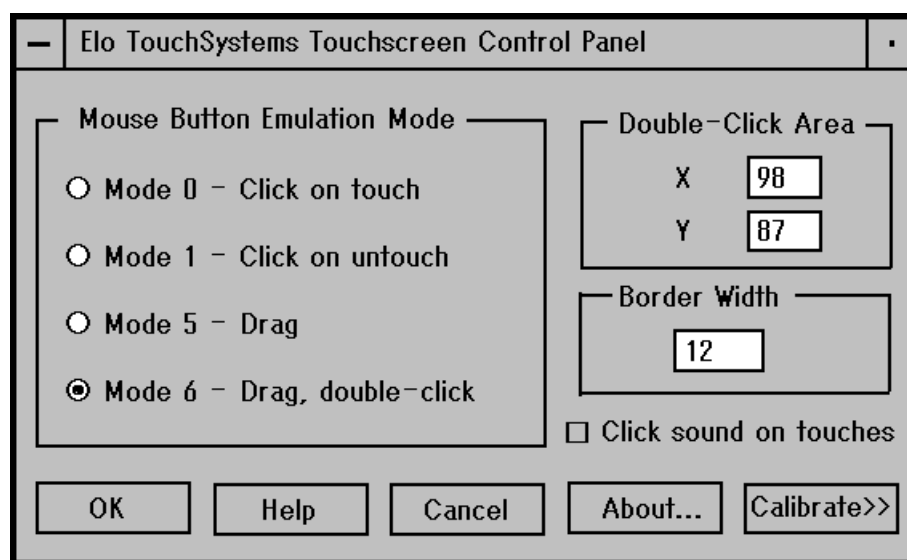 Elo TouchSystems Touchscreen Control Panel
Mouse Button Emulation Mode
Mode 0 - Click on touch
Mode 1 - Click on untouch
Mode 5 - Drag
Mode 6 - Drag, double-click
Double-Click Area
X 98
Y 87
Border Width
12
Click sound on touches
OK Help Cancel About... Calibrate>>